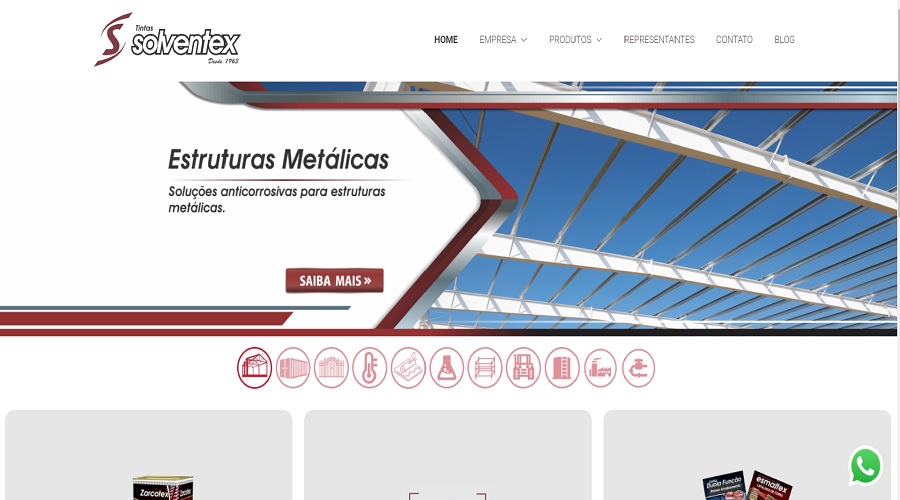 Tintas
solventex
Desde 1963
HOME
EMPRESA
PRODUTOS
REPRESENTANTES
CONTATO
BLOG
Estruturas Metálicas
Soluções anticorrosivas para estruturas
metálicas.
SAIBA MAIS »
Zarcotex
Zarcotex
Dupla Função
esmaltex